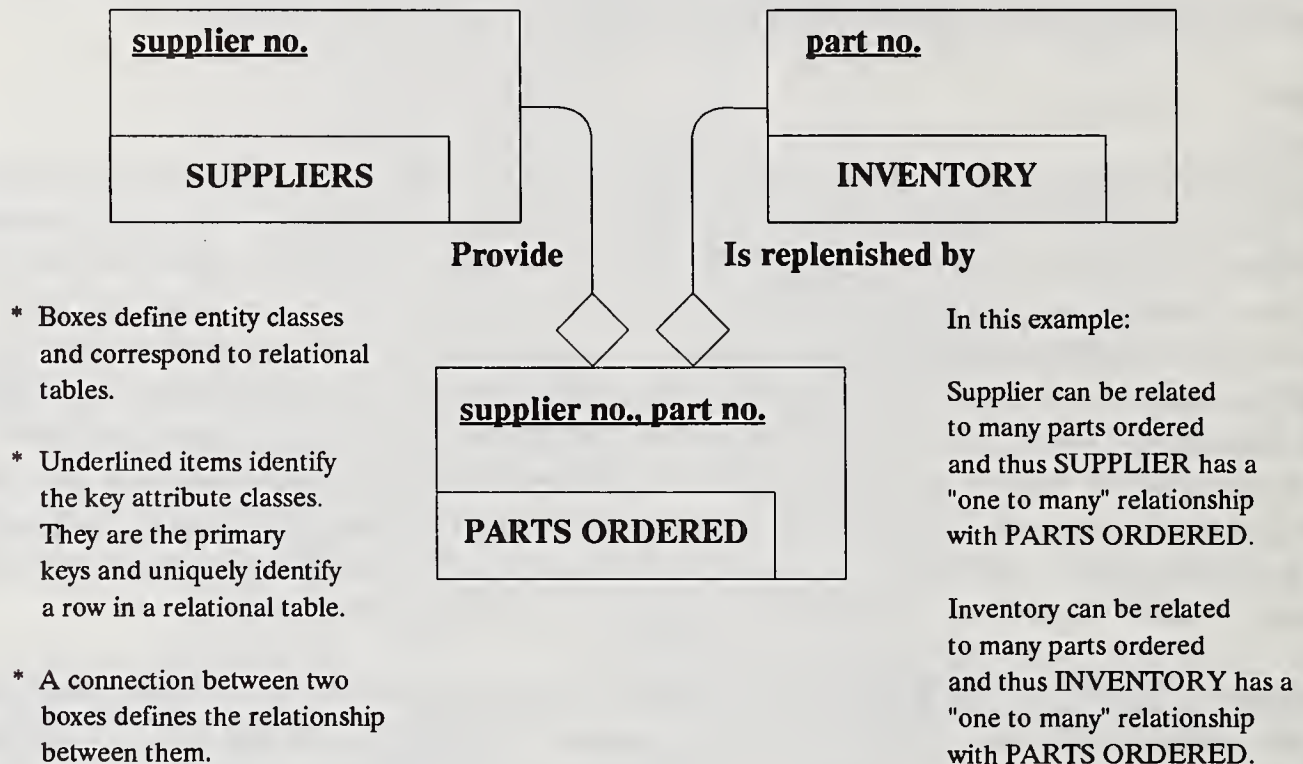 supplier no.
part no.
SUPPLIERS
INVENTORY
Provide
Is replenished by
* Boxes define entity classes
and correspond to relational
tables.
* Underlined items identify
the key attribute classes.
They are the primary
keys and uniquely identify
a row in a relational table.
* A connection between two
boxes defines the relationship
between them.
supplier no., part no.
PARTS ORDERED
In this example:
Supplier can be related
to many parts ordered
and thus SUPPLIER has a
"one to many" relationship
with PARTS ORDERED.
Inventory can be related
to many parts ordered
and thus INVENTORY has a
"one to many" relationship
with PARTS ORDERED.